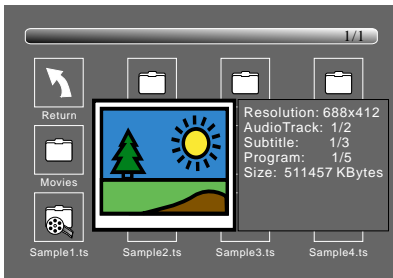 1/1
Return
Resolution: 688x412
AudioTrack: 1/2
Subtitle: 1/3
Program: 1/5
Size: 511457 KBytes
Movies
Sample1.ts Sample2.ts Sample3.ts Sample4.ts